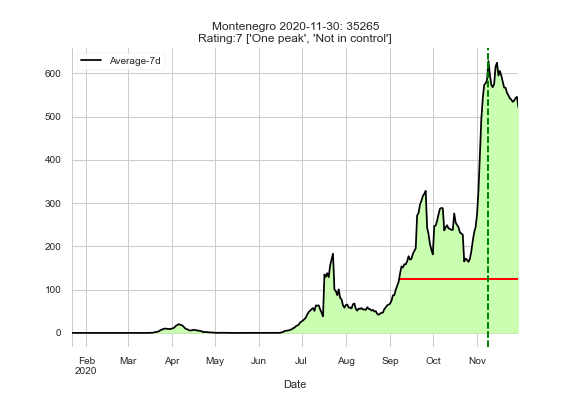 Montenegro 2020-11-30: 35265
Rating:7 ['One peak', 'Not in control']
Average-7d
600
500
400
300
200
100
0
Feb Mar Apr May Jun Jul Aug Sep Oct Nov
2020
Date